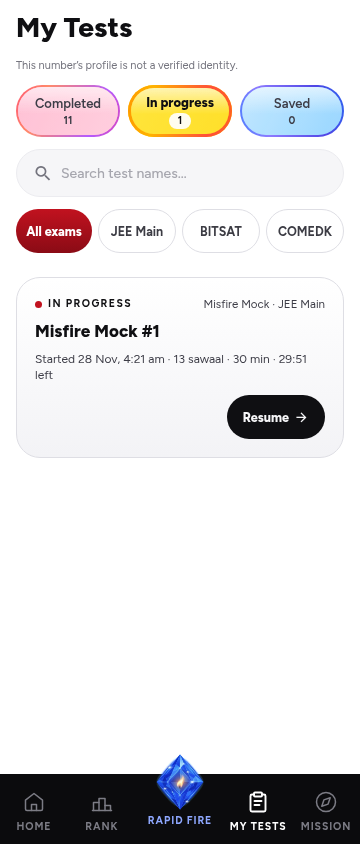 My Tests
This number's profile is not a verified identity.
Completed
11
In progress
1
Saved
0
Search test names...
All exams
JEE Main
BITSAT
COMEDK
IN PROGRESS
Misfire Mock · JEE Main
Misfire Mock #1
Started 28 Nov, 4:21 am · 13 sawaal · 30 min · 29:51
left
Resume →
HOME
RANK
RAPID FIRE
MY TESTS
MISSION